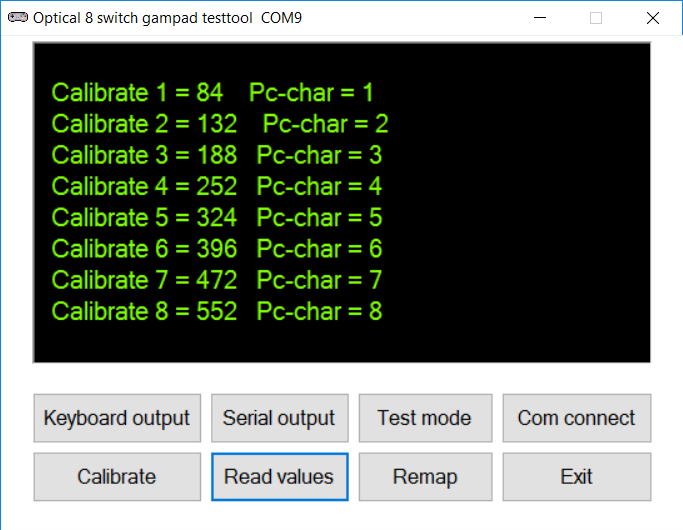 Optical 8 switch gampad testtool COM9
Calibrate 1 = 84 Pc-char = 1
Calibrate 2 = 132 Pc-char = 2
Calibrate 3 = 188 Pc-char = 3
Calibrate 4 = 252 Pc-char = 4
Calibrate 5 = 324 Pc-char = 5
Calibrate 6 = 396 Pc-char = 6
Calibrate 7 = 472 Pc-char = 7
Calibrate 8 = 552 Pc-char = 8
Keyboard output Serial output Test mode Com connect
Calibrate Read values Remap Exit